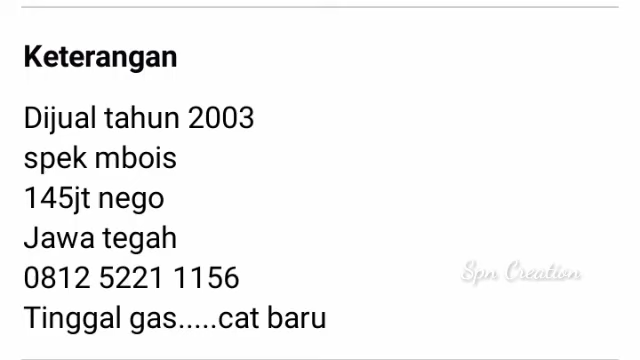 Keterangan
Dijual tahun 2003
spek mbois
145jt nego
Jawa tegah
0812 5221 1156
Spn Creation
Tinggal gas.....cat baru